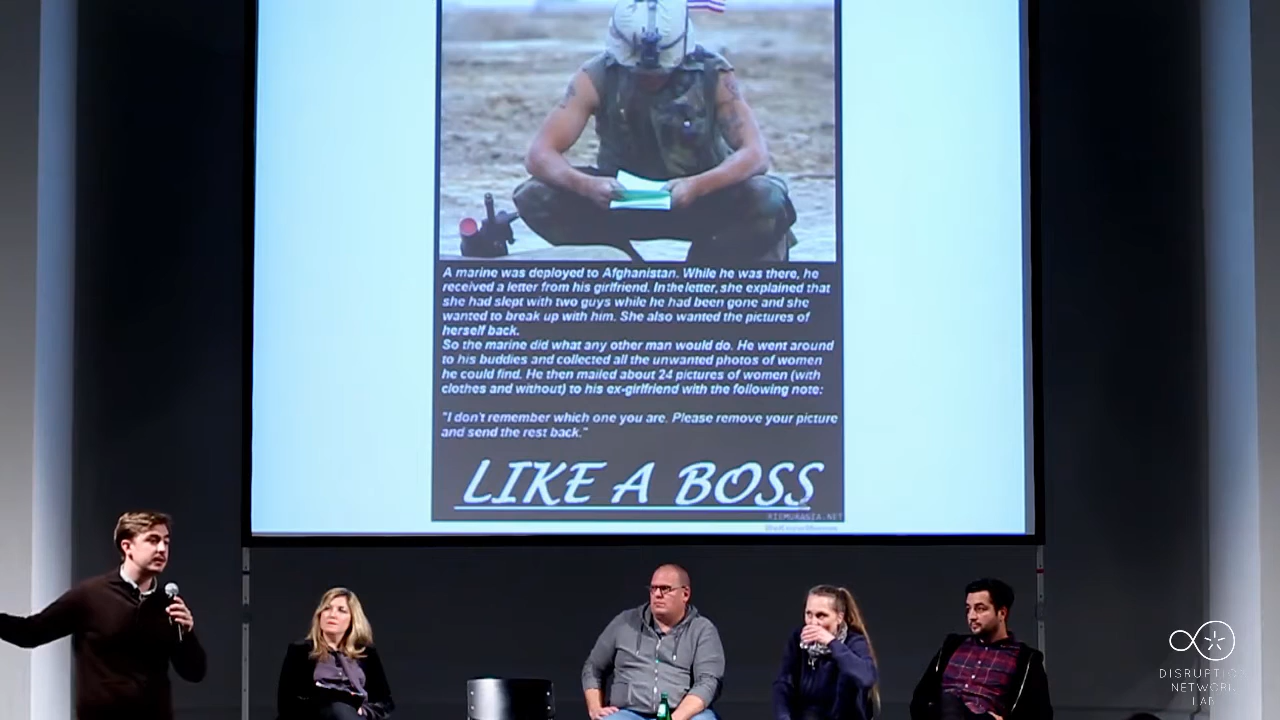 A marine was deployed to Afghanistan. While he was there, he
received a letter from his girlfriend. In the letter, she explained that
she had slept with two guys while he had been gone and she
wanted to break up with him. She also wanted the pictures of
herself back.
So the marine did what any other man would do. He went around
to his buddies and collected all the unwanted photos of women
he could find. He then mailed about 24 pictures of women (with
clothes and without) to his ex-girlfriend with the following note:
"I don't remember which one you are. Please remove your picture
and send the rest back."
LIKE A BOSS
RIEMURASIA.NET
DISRUPTION
NETWORK
LAB